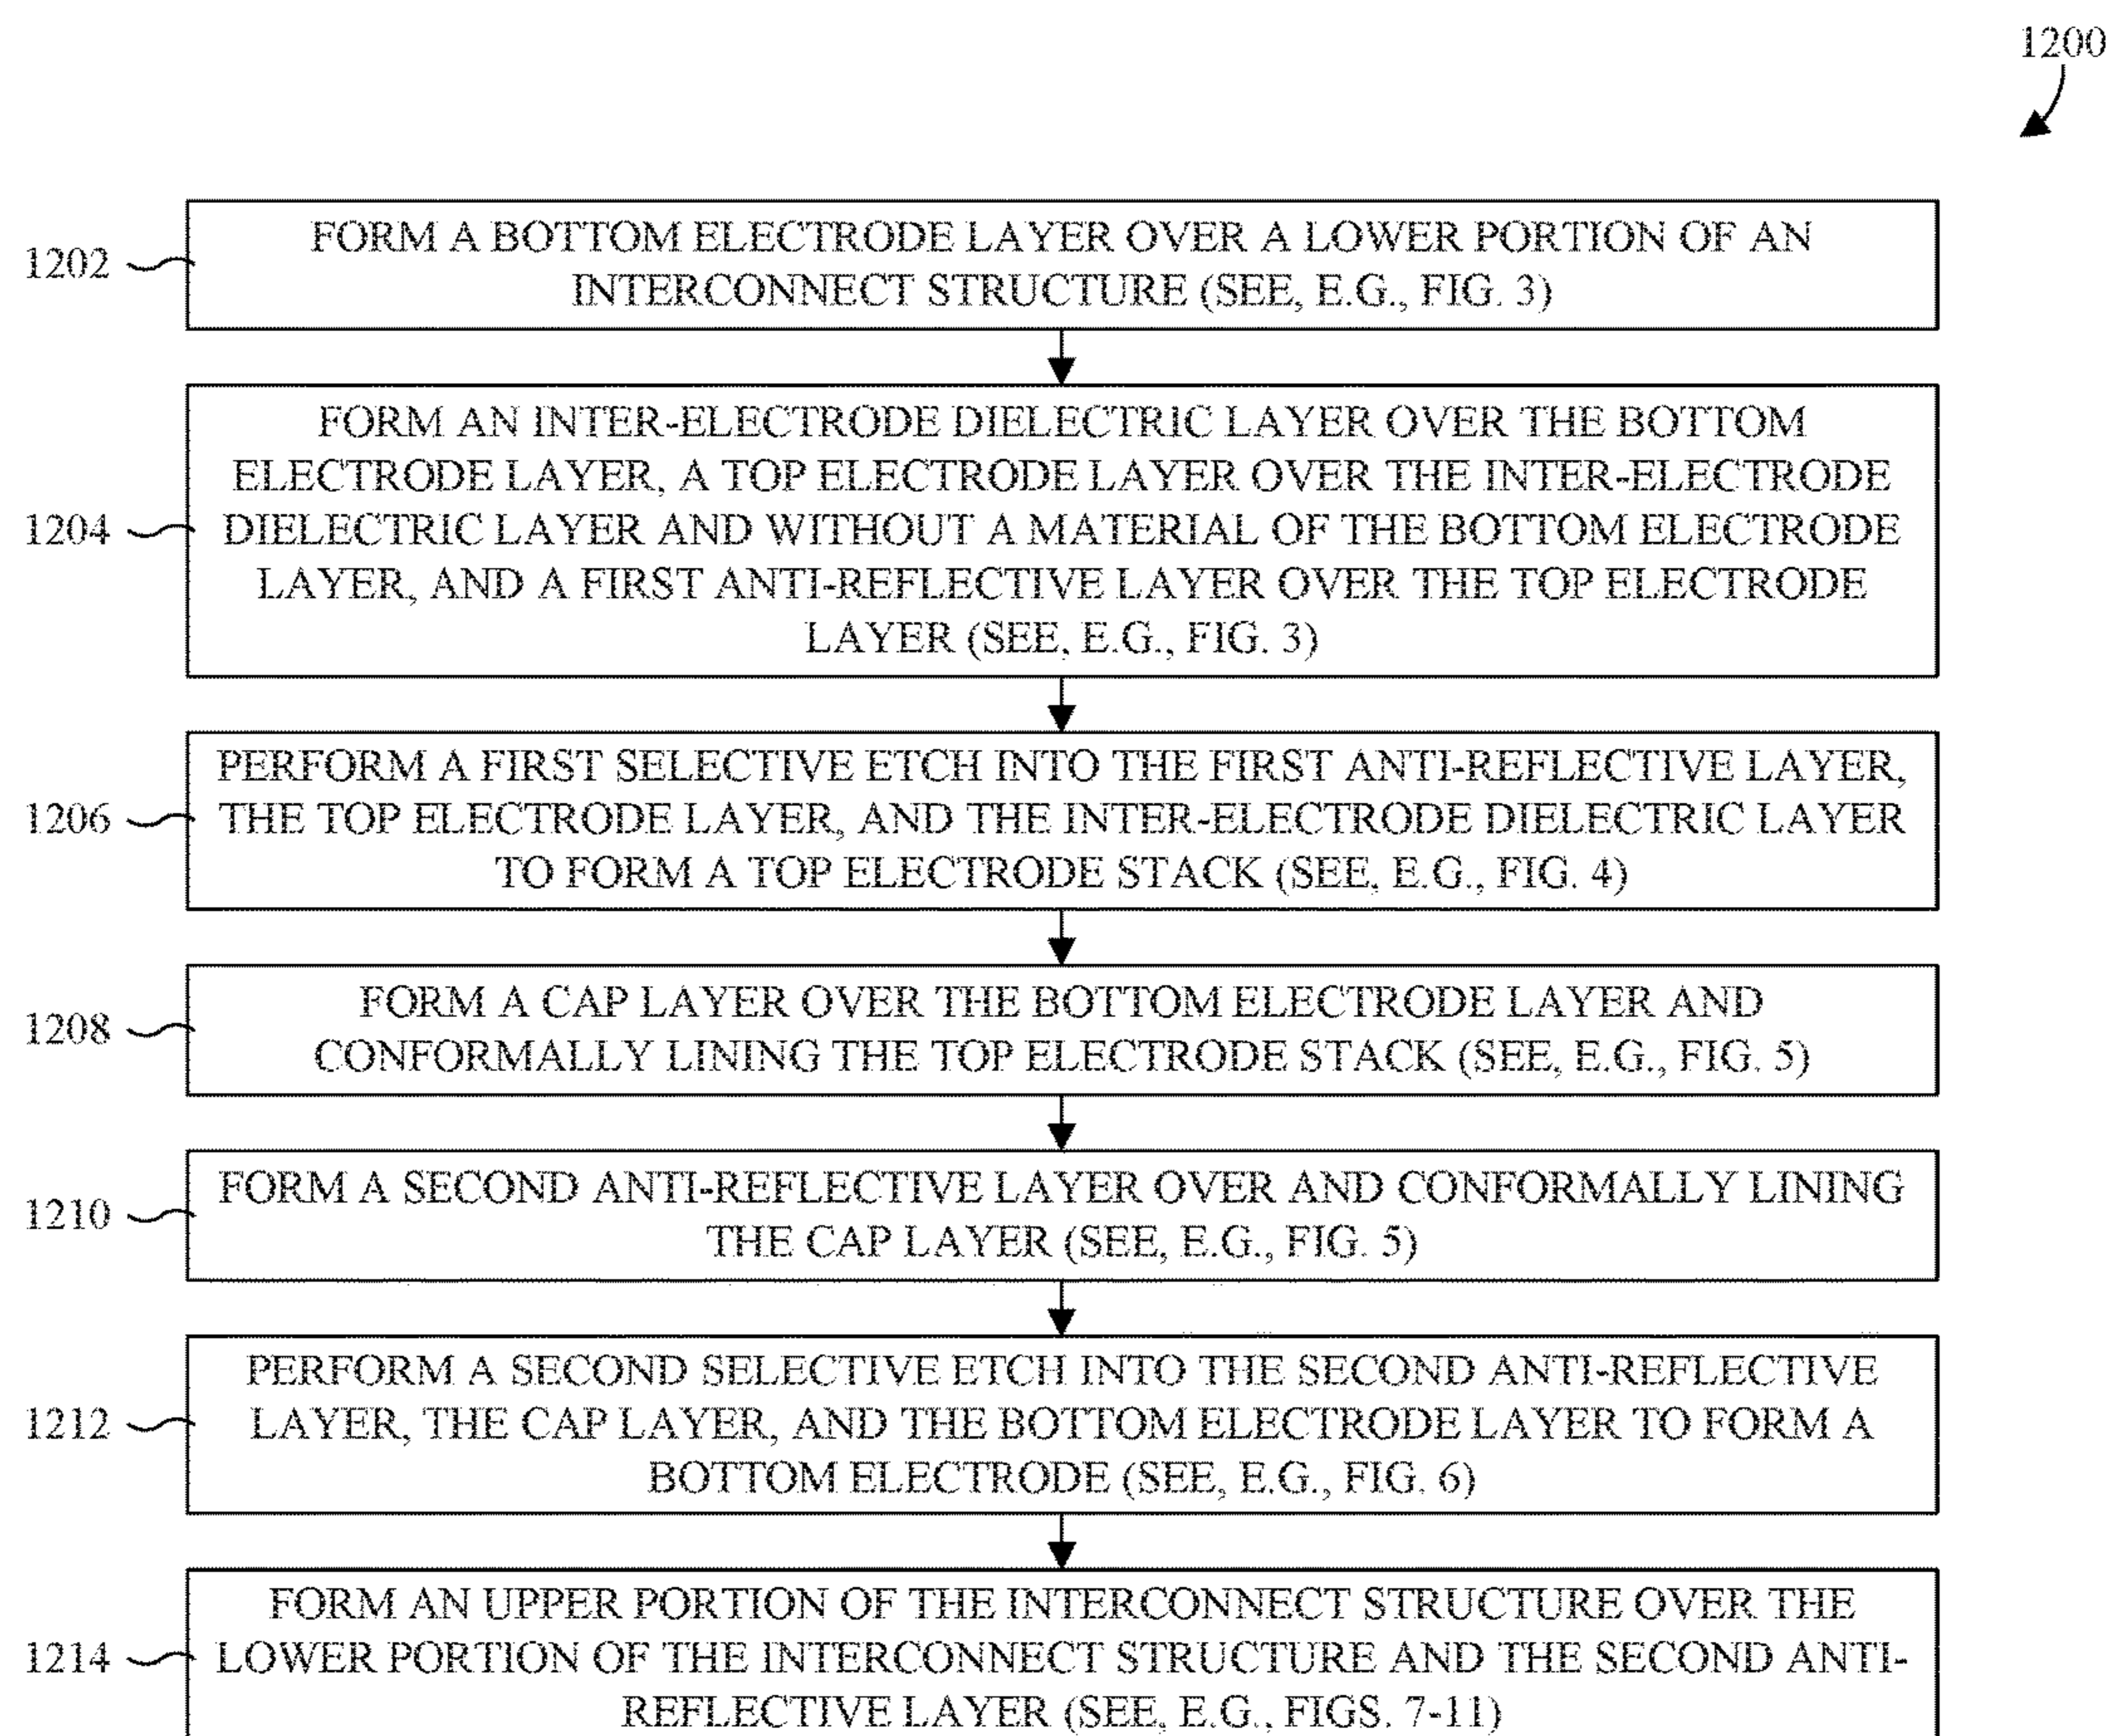 1200
1202
FORM A BOTTOM ELECTRODE LAYER OVER A LOWER PORTION OF AN
INTERCONNECT STRUCTURE (SEE, E.G., FIG. 3)
1204
FORM AN INTER-ELECTRODE DIELECTRIC LAYER OVER THE BOTTOM
ELECTRODE LAYER, A TOP ELECTRODE LAYER OVER THE INTER-ELECTRODE
DIELECTRIC LAYER AND WITHOUT A MATERIAL OF THE BOTTOM ELECTRODE
LAYER, AND A FIRST ANTI-REFLECTIVE LAYER OVER THE TOP ELECTRODE
LAYER (SEE, E.G., FIG. 3)
1206
PERFORM A FIRST SELECTIVE ETCH INTO THE FIRST ANTI-REFLECTIVE LAYER,
THE TOP ELECTRODE LAYER, AND THE INTER-ELECTRODE DIELECTRIC LAYER
TO FORM A TOP ELECTRODE STACK (SEE, E.G., FIG. 4)
1208
FORM A CAP LAYER OVER THE BOTTOM ELECTRODE LAYER AND
CONFORMALLY LINING THE TOP ELECTRODE STACK (SEE, E.G., FIG. 5)
1210
FORM A SECOND ANTI-REFLECTIVE LAYER OVER AND CONFORMALLY LINING
THE CAP LAYER (SEE, E.G., FIG. 5)
1212
PERFORM A SECOND SELECTIVE ETCH INTO THE SECOND ANTI-REFLECTIVE
LAYER, THE CAP LAYER, AND THE BOTTOM ELECTRODE LAYER TO FORM A
BOTTOM ELECTRODE (SEE, E.G., FIG. 6)
1214
FORM AN UPPER PORTION OF THE INTERCONNECT STRUCTURE OVER THE
LOWER PORTION OF THE INTERCONNECT STRUCTURE AND THE SECOND ANTI-
REFLECTIVE LAYER (SEE, E.G., FIGS. 7-11)